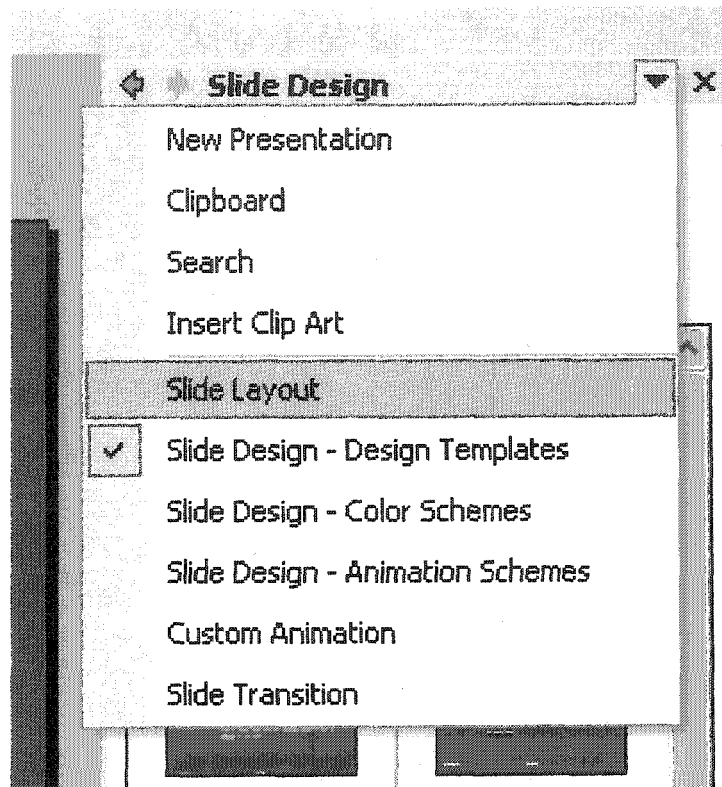 Slide Design
New Presentation
Clipboard
Search
Insert Clip Art
Slide Layout
Slide Design - Design Templates
Slide Design - Color Schemes
Slide Design - Animation Schemes
Custom Animation
Slide Transition